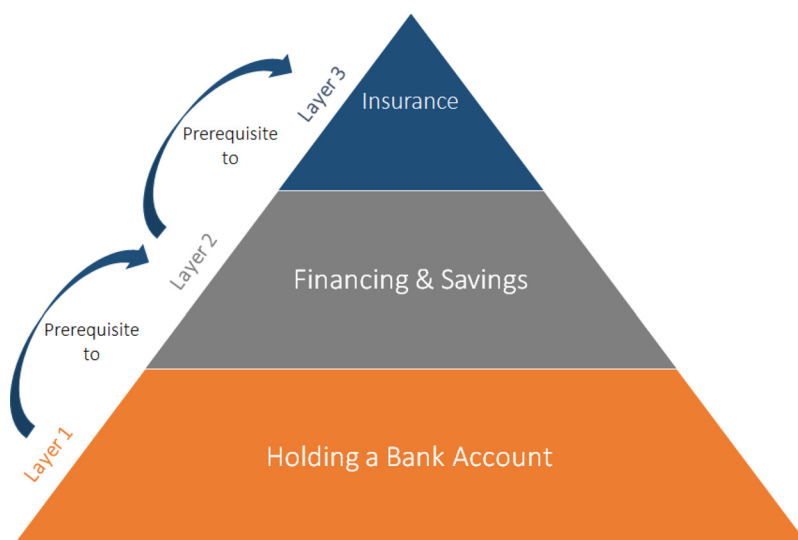 Layer 3
Insurance
Prerequisite
to
Layer 2
Financing & Savings
Prerequisite
to
Layer 1
Holding a Bank Account